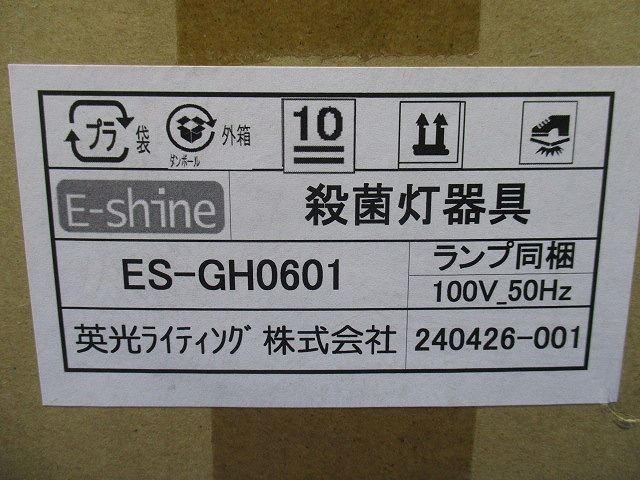 プラ 袋 ダンボール 外箱 10
E-shine 殺菌灯器具
ES-GH0601 ランプ同梱
100V_50Hz
英光ライティング 株式会社 240426-001